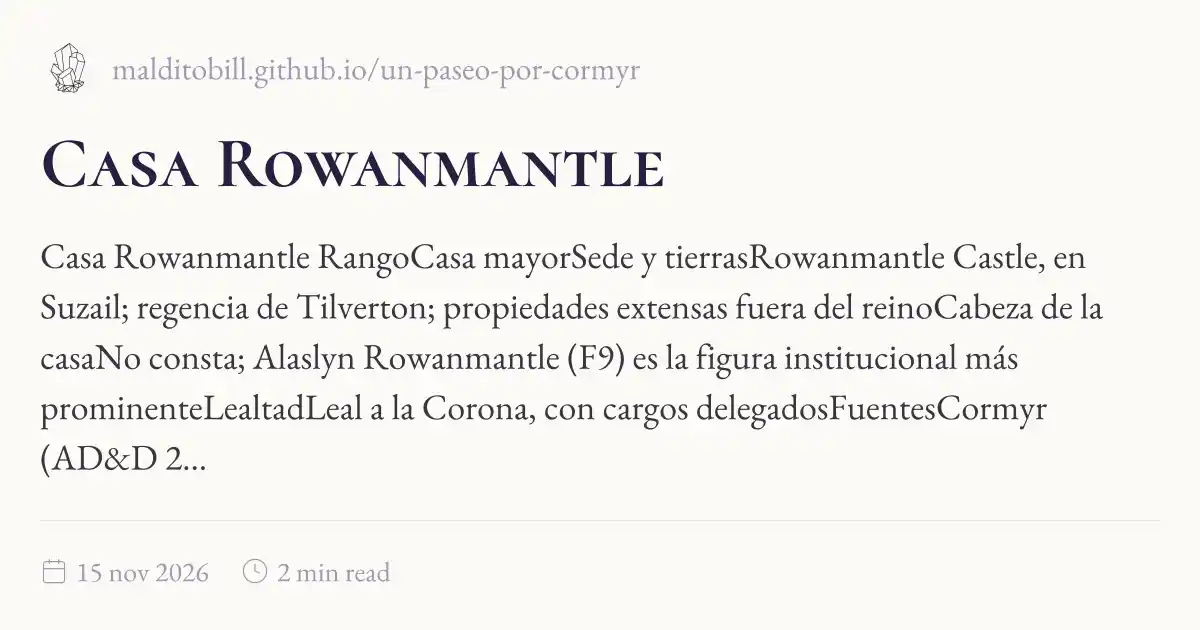 malditobill.github.io/un-paseo-por-cormyr
Casa Rowanmantle
Casa Rowanmantle RangoCasa mayorSede y tierrasRowanmantle Castle, en
Suzail; regencia de Tilverton; propiedades extensas fuera del reinoCabeza de la
casaNo consta; Alaslyn Rowanmantle (F9) es la figura institucional más
prominenteLealtadLeal a la Corona, con cargos delegadosFuentesCormyr
(AD&D 2...
15 nov 2026 2 min read